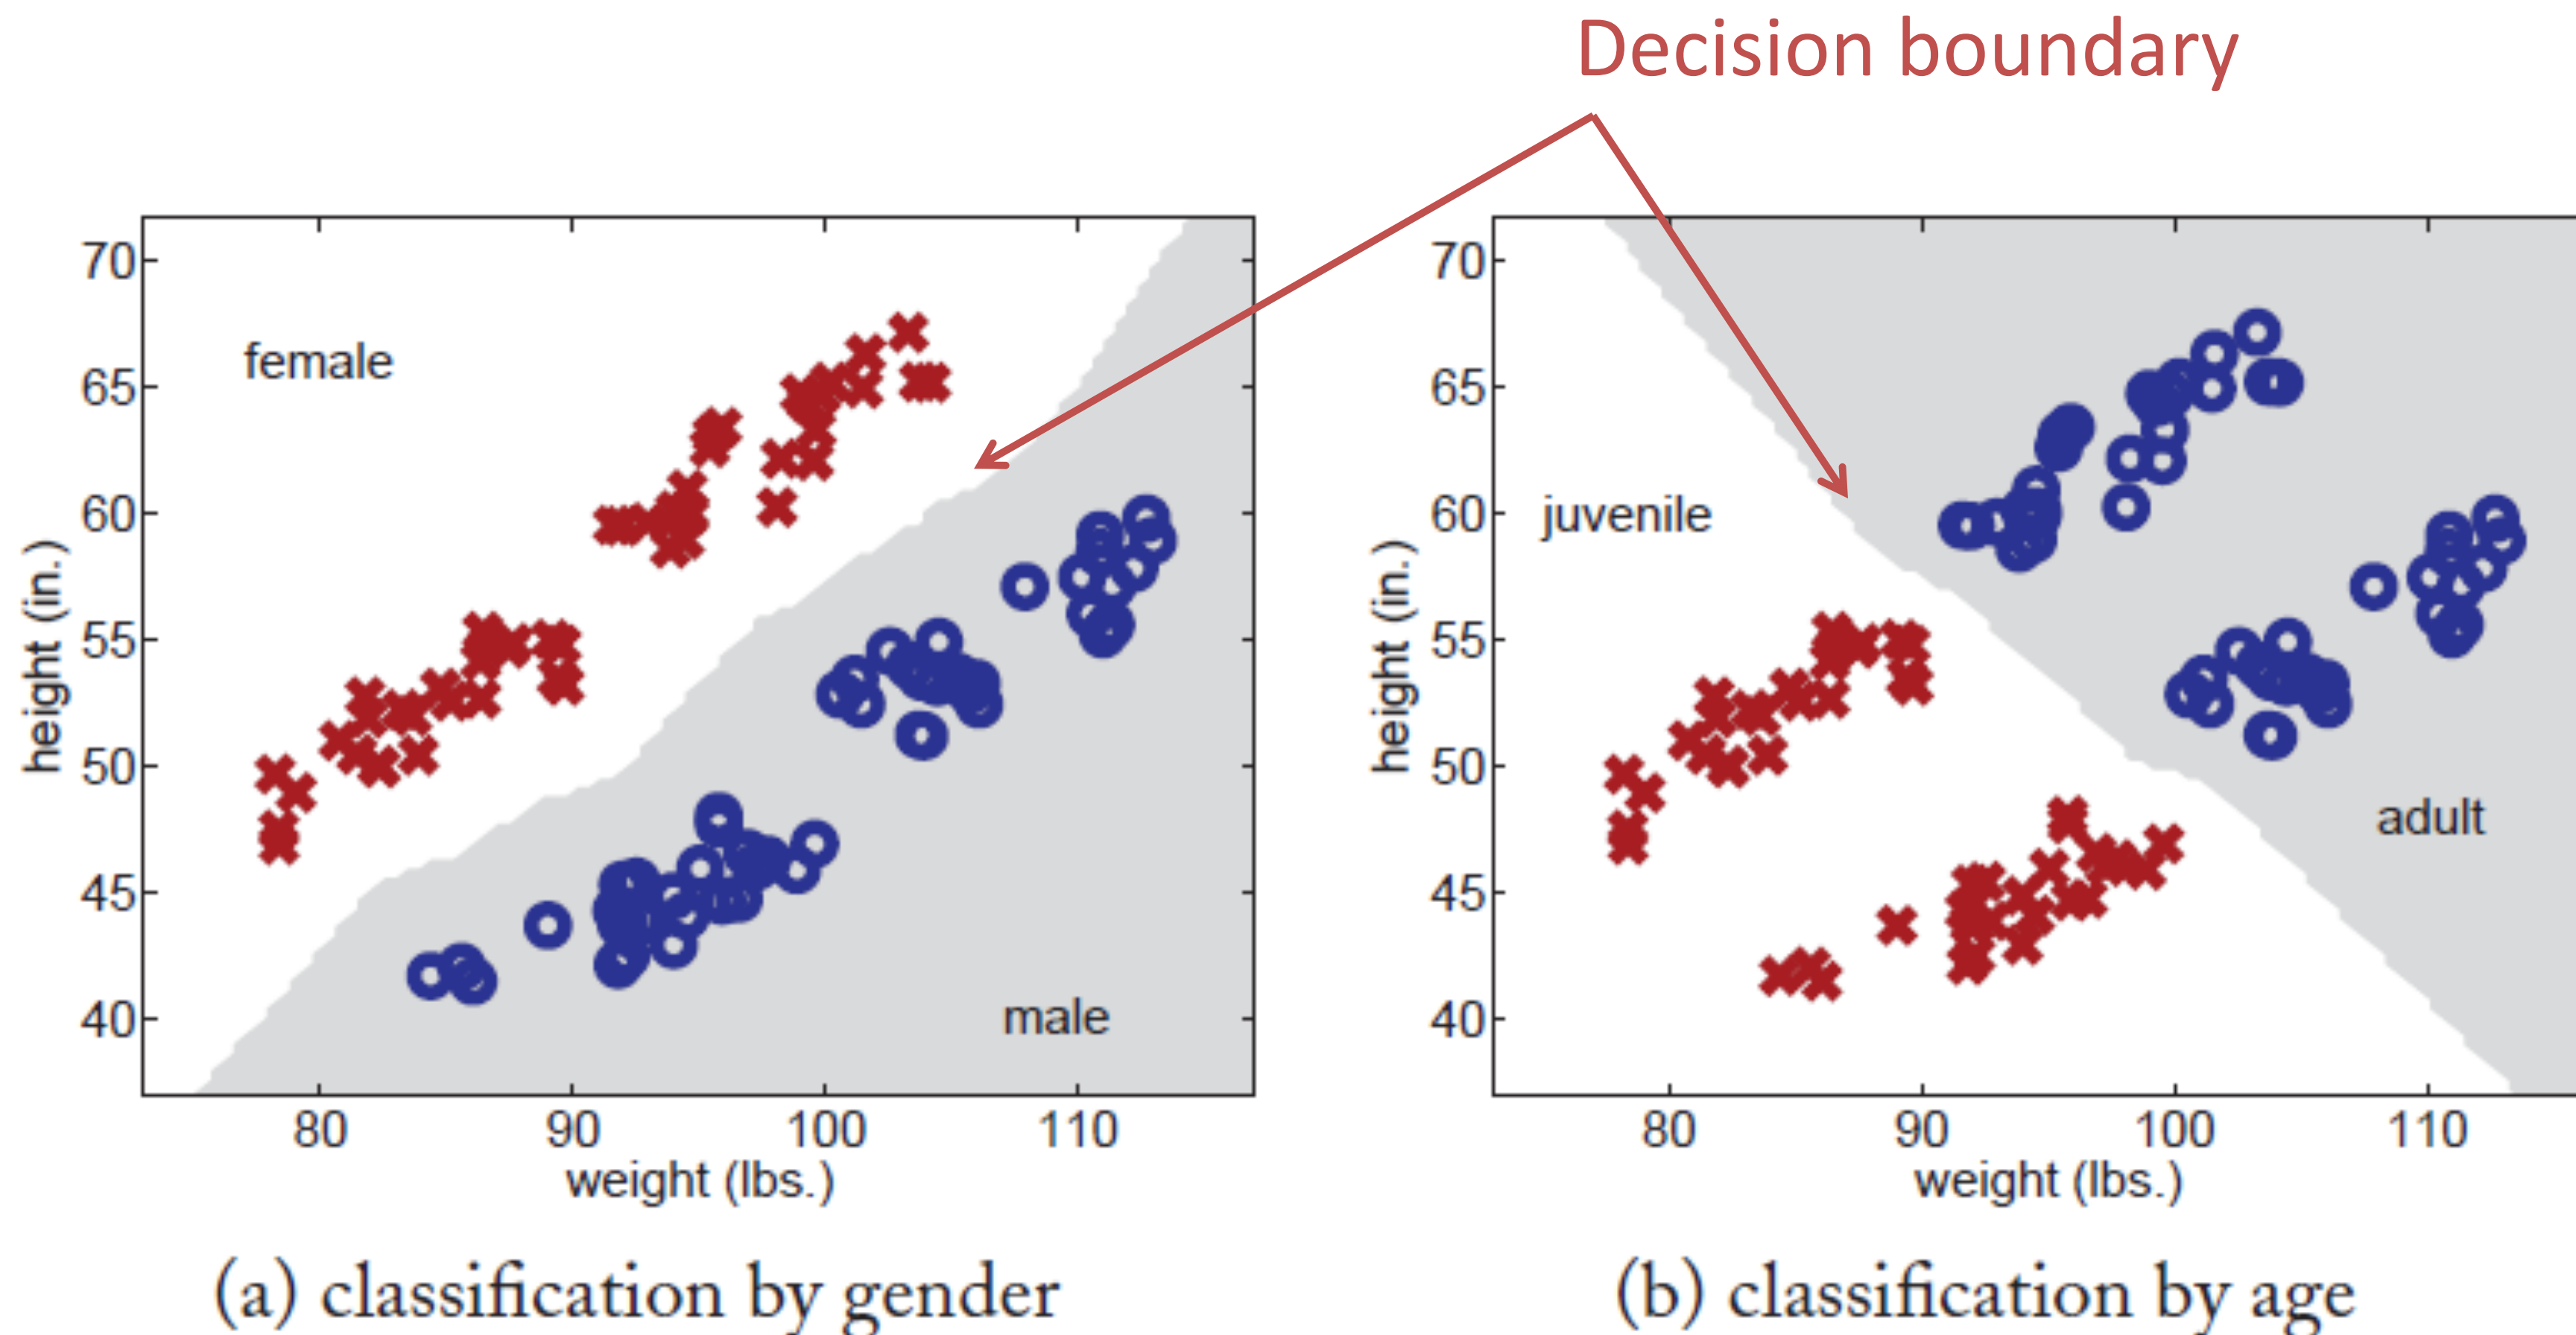 Decision boundary
70
65
60
55
50
45
40
height (in.)
female
male
80 90 100 110
weight (lbs.)
(a) classification by gender
70
65
60
55
50
45
40
height (in.)
juvenile
adult
80 90 100 110
weight (lbs.)
(b) classification by age